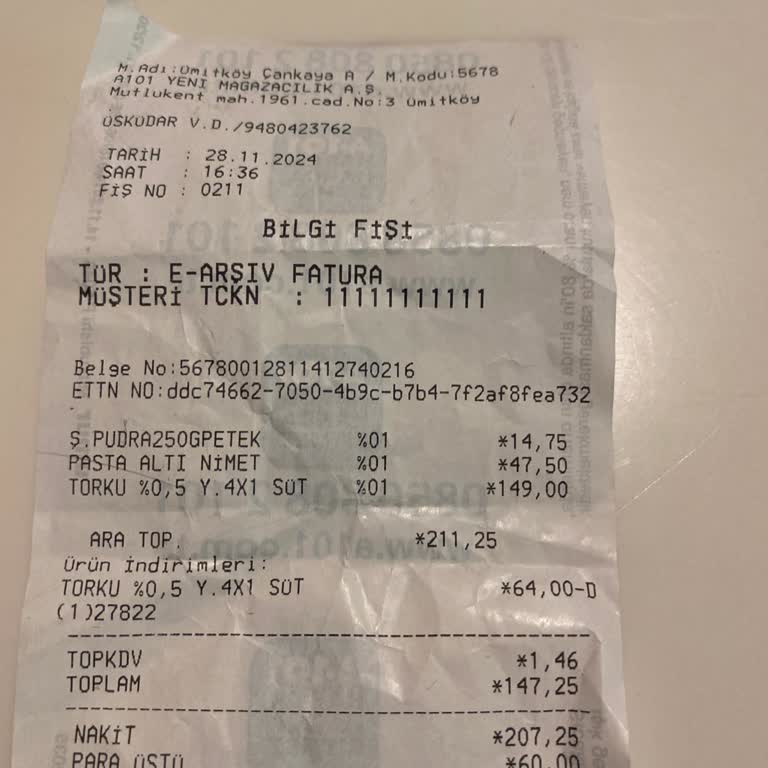 M.Adı:Ümitköy Çankaya A / M.Kodu:5678
A101 YENİ MAĞAZACILIK A.Ş.
Mutlukent mah.1961.cad.No:3 Ümitköy
ÜSKÜDAR V.D./9480423762
TARİH : 28.11.2024
SAAT : 16:36
FİŞ NO : 0211
BİLGİ FİŞİ
TÜR : E-ARŞİV FATURA
MÜŞTERİ TCKN : 11111111111
Belge No:5678001281141274​0216
ETTN NO:ddc74662-7050-4b9c-b7b4-7f2af8fea732
Ş.PUDRA250GPETEK %01 *14,75
PASTA ALTI NİMET %01 *47,50
TORKU %0,5 Y.4X1 SÜT %01 *149,00
ARA TOP. *211,25
Ürün İndirimleri:
TORKU %0,5 Y.4X1 SÜT *64,00-D
(1)27822
TOPKDV *1,46
TOPLAM *147,25
NAKİT *207,25
PARA ÜSTÜ *60,00